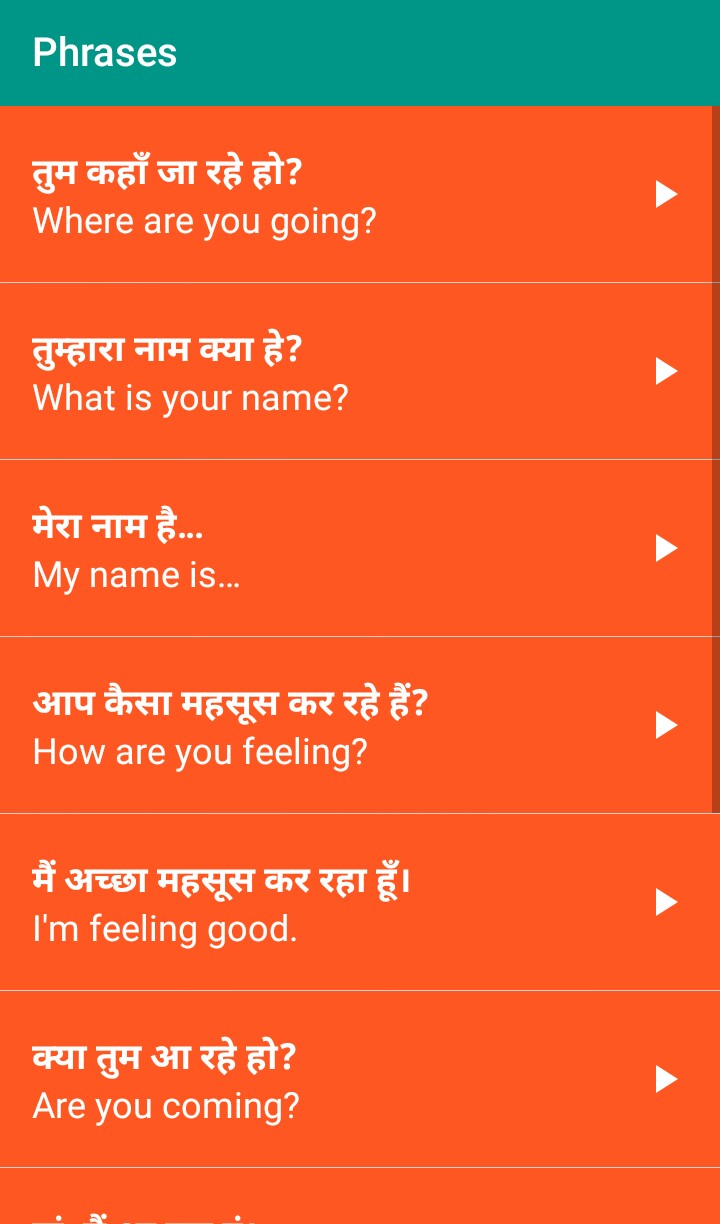 Phrases
तुम कहाँ जा रहे हो?
Where are you going?
तुम्हारा नाम क्या हे?
What is your name?
मेरा नाम है...
My name is...
आप कैसा महसूस कर रहे हैं?
How are you feeling?
मैं अच्छा महसूस कर रहा हूँ।
I'm feeling good.
क्या तुम आ रहे हो?
Are you coming?